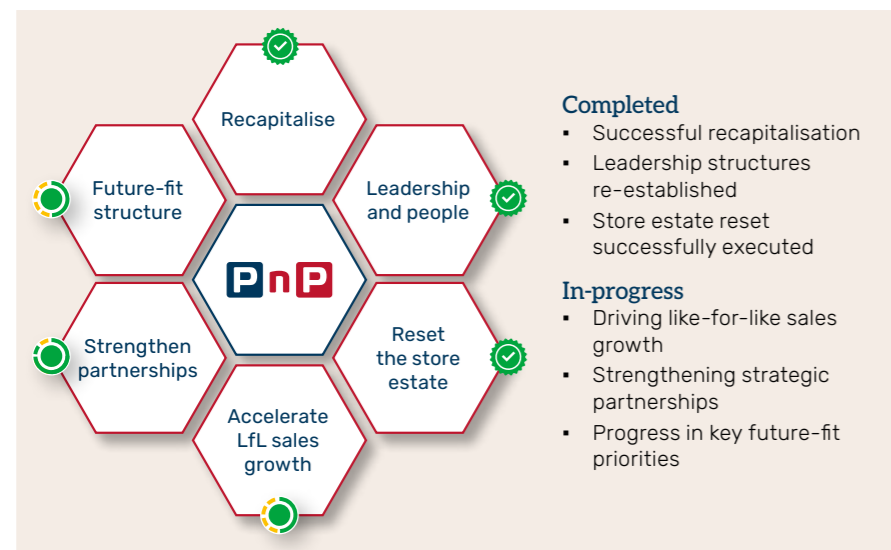 Recapitalise
Future-fit
structure
Leadership
and people
PnP
Strengthen
partnerships
Reset
the store
estate
Accelerate
LfL sales
growth
Completed
▪ Successful recapitalisation
▪ Leadership structures
re-established
▪ Store estate reset
successfully executed
In-progress
▪ Driving like-for-like sales
growth
▪ Strengthening strategic
partnerships
▪ Progress in key future-fit
priorities